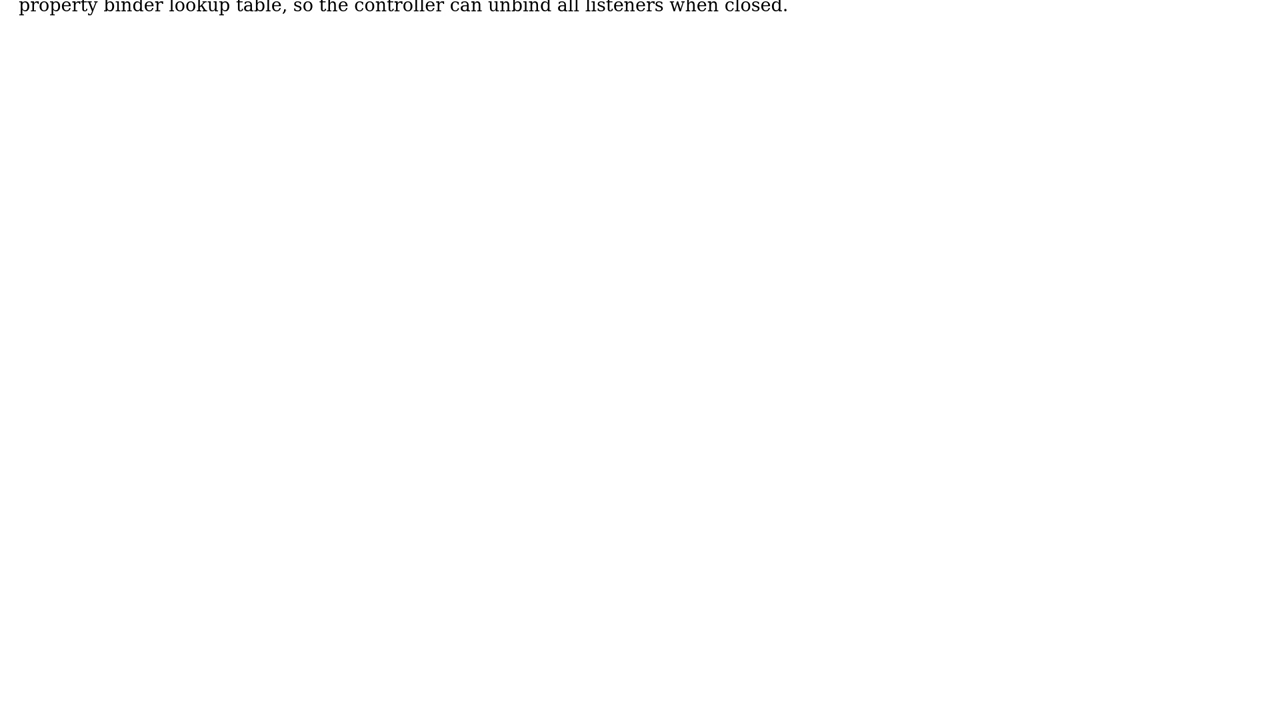 property binder lookup table, so the controller can unbind all listeners when closed.